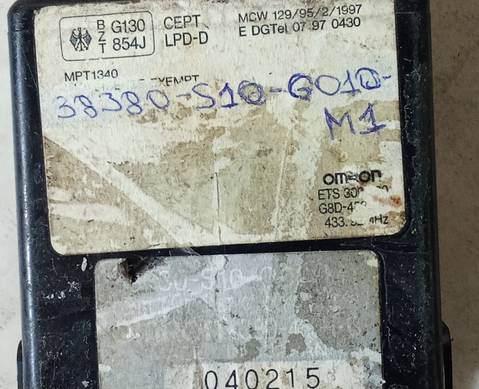 BZT G130 854J
CEPT LPD-D
MCW 129/95/2/1997
E DGTel 07 97 0430
MPT1340
38380-S10-G010-M1
omron
ETS
G8D-
433.
040215